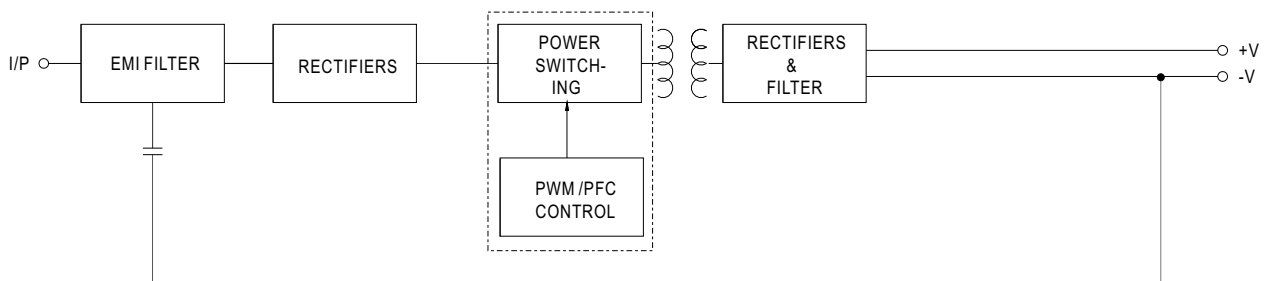 I/P
EMI FILTER
RECTIFIERS
POWER
SWITCH-
ING
PWM /PFC
CONTROL
RECTIFIERS
&
FILTER
+V
-V